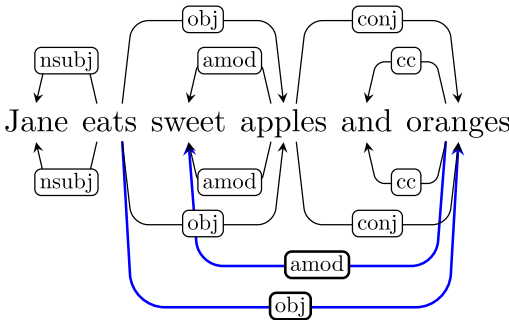 obj conj
nsubj amod cc
Jane eats sweet apples and oranges
nsubj amod cc
obj conj
amod
obj